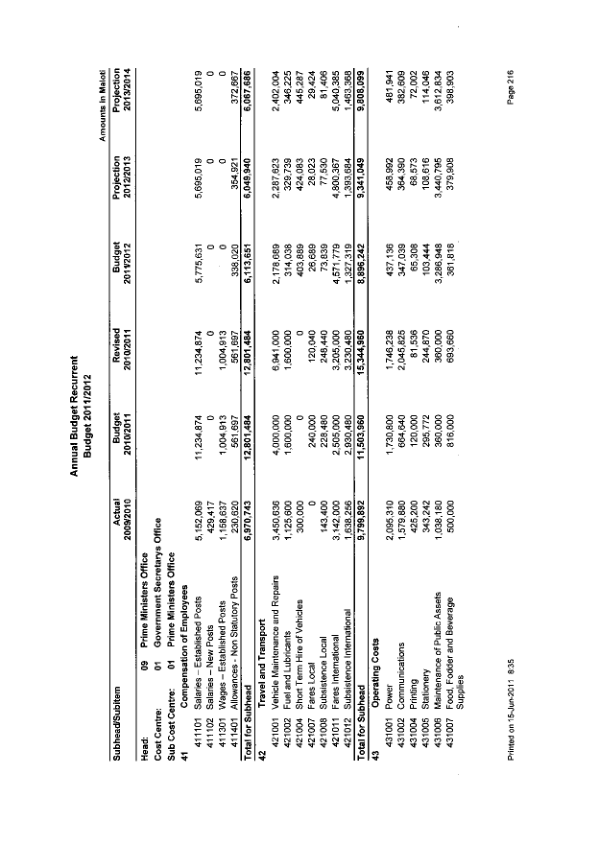 Annual Budget Recurrent
Budget 2011/2012
Amounts In Maloti
Subhead/Subitem Actual 2009/2010 Budget 2010/2011 Revised 2010/2011 Budget 2011/2012 Projection 2012/2013 Projection 2013/2014
Head: 09 Prime Ministers Office
Cost Centre: 01 Government Secretarys Office
Sub Cost Centre: 01 Prime Ministers Office
41 Compensation of Employees
411101 Salaries – Established Posts 5,152,069 11,234,874 11,234,874 5,775,631 5,695,019 5,695,019
411102 Salaries – New Posts 429,417 0 0 0 0 0
411301 Wages – Established Posts 1,158,637 1,004,913 1,004,913 0 0 0
411401 Allowances - Non Statutory Posts 230,620 561,697 561,697 338,020 354,921 372,667
Total for Subhead 6,970,743 12,801,484 12,801,484 6,113,651 6,049,940 6,067,686
42 Travel and Transport
421001 Vehicle Maintenance and Repairs 3,450,636 4,000,000 6,941,000 2,178,689 2,287,623 2,402,004
421002 Fuel and Lubricants 1,125,600 1,600,000 1,600,000 314,038 329,739 346,225
421004 Short Term Hire of Vehicles 300,000 0 0 403,889 424,083 445,287
421007 Fares Local 0 240,000 120,040 26,689 28,023 29,424
421008 Subsistence Local 143,400 228,480 248,440 73,839 77,530 81,406
421011 Fares International 3,142,000 2,505,000 3,205,000 4,571,779 4,800,367 5,040,385
421012 Subsistence International 1,638,256 2,930,480 3,230,480 1,327,319 1,393,684 1,463,368
Total for Subhead 9,799,892 11,503,960 15,344,960 8,896,242 9,341,049 9,808,099
43 Operating Costs
431001 Power 2,095,310 1,730,800 1,746,238 437,136 458,992 481,941
431002 Communications 1,579,880 664,640 2,045,625 347,039 364,390 382,609
431004 Printing 425,200 120,000 81,536 65,308 68,573 72,002
431005 Stationery 343,242 295,772 244,870 103,444 108,616 114,046
431006 Maintenance of Public Assets 1,038,180 360,000 360,000 3,286,948 3,440,795 3,612,834
431007 Food, Fodder and Beverage Supplies 500,000 816,000 693,660 361,818 379,908 398,903
Printed on 15-Jun-2011 8:35 Page 216